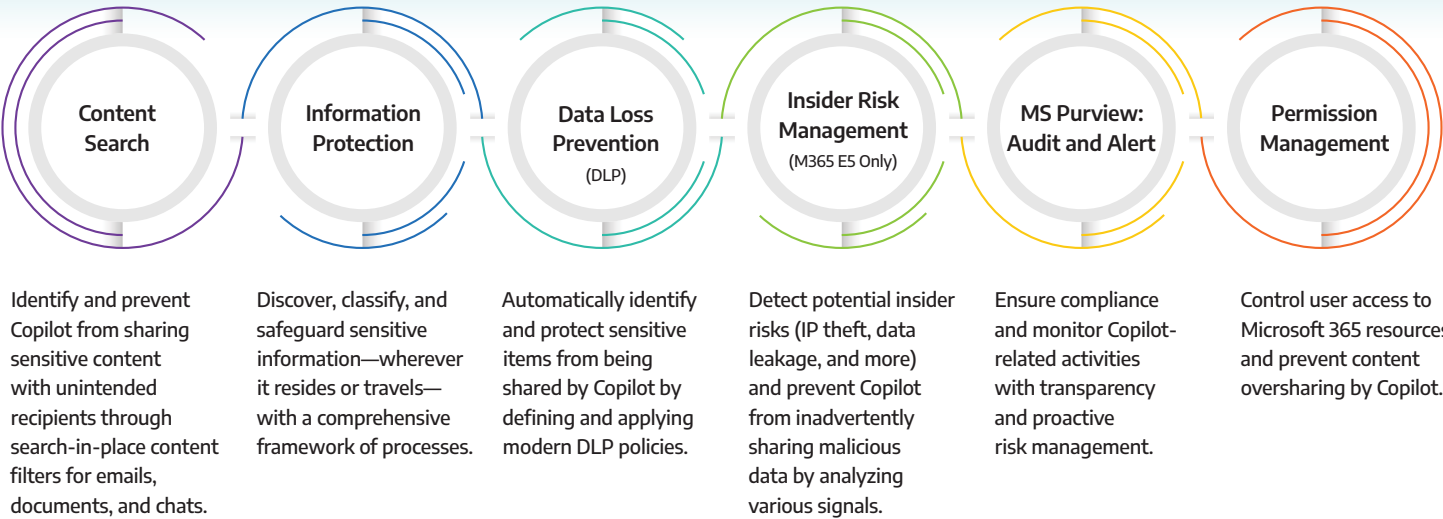 Content
Search
Information
Protection
Data Loss
Prevention
(DLP)
Insider Risk
Management
(M365 E5 Only)
MS Purview:
Audit and Alert
Permission
Management
Identify and prevent
Copilot from sharing
sensitive content
with unintended
recipients through
search-in-place content
filters for emails,
documents, and chats.
Discover, classify, and
safeguard sensitive
information—wherever
it resides or travels—
with a comprehensive
framework of processes.
Automatically identify
and protect sensitive
items from being
shared by Copilot by
defining and applying
modern DLP policies.
Detect potential insider
risks (IP theft, data
leakage, and more)
and prevent Copilot
from inadvertently
sharing malicious
data by analyzing
various signals.
Ensure compliance
and monitor Copilot-
related activities
with transparency
and proactive
risk management.
Control user access to
Microsoft 365 resources
and prevent content
oversharing by Copilot.